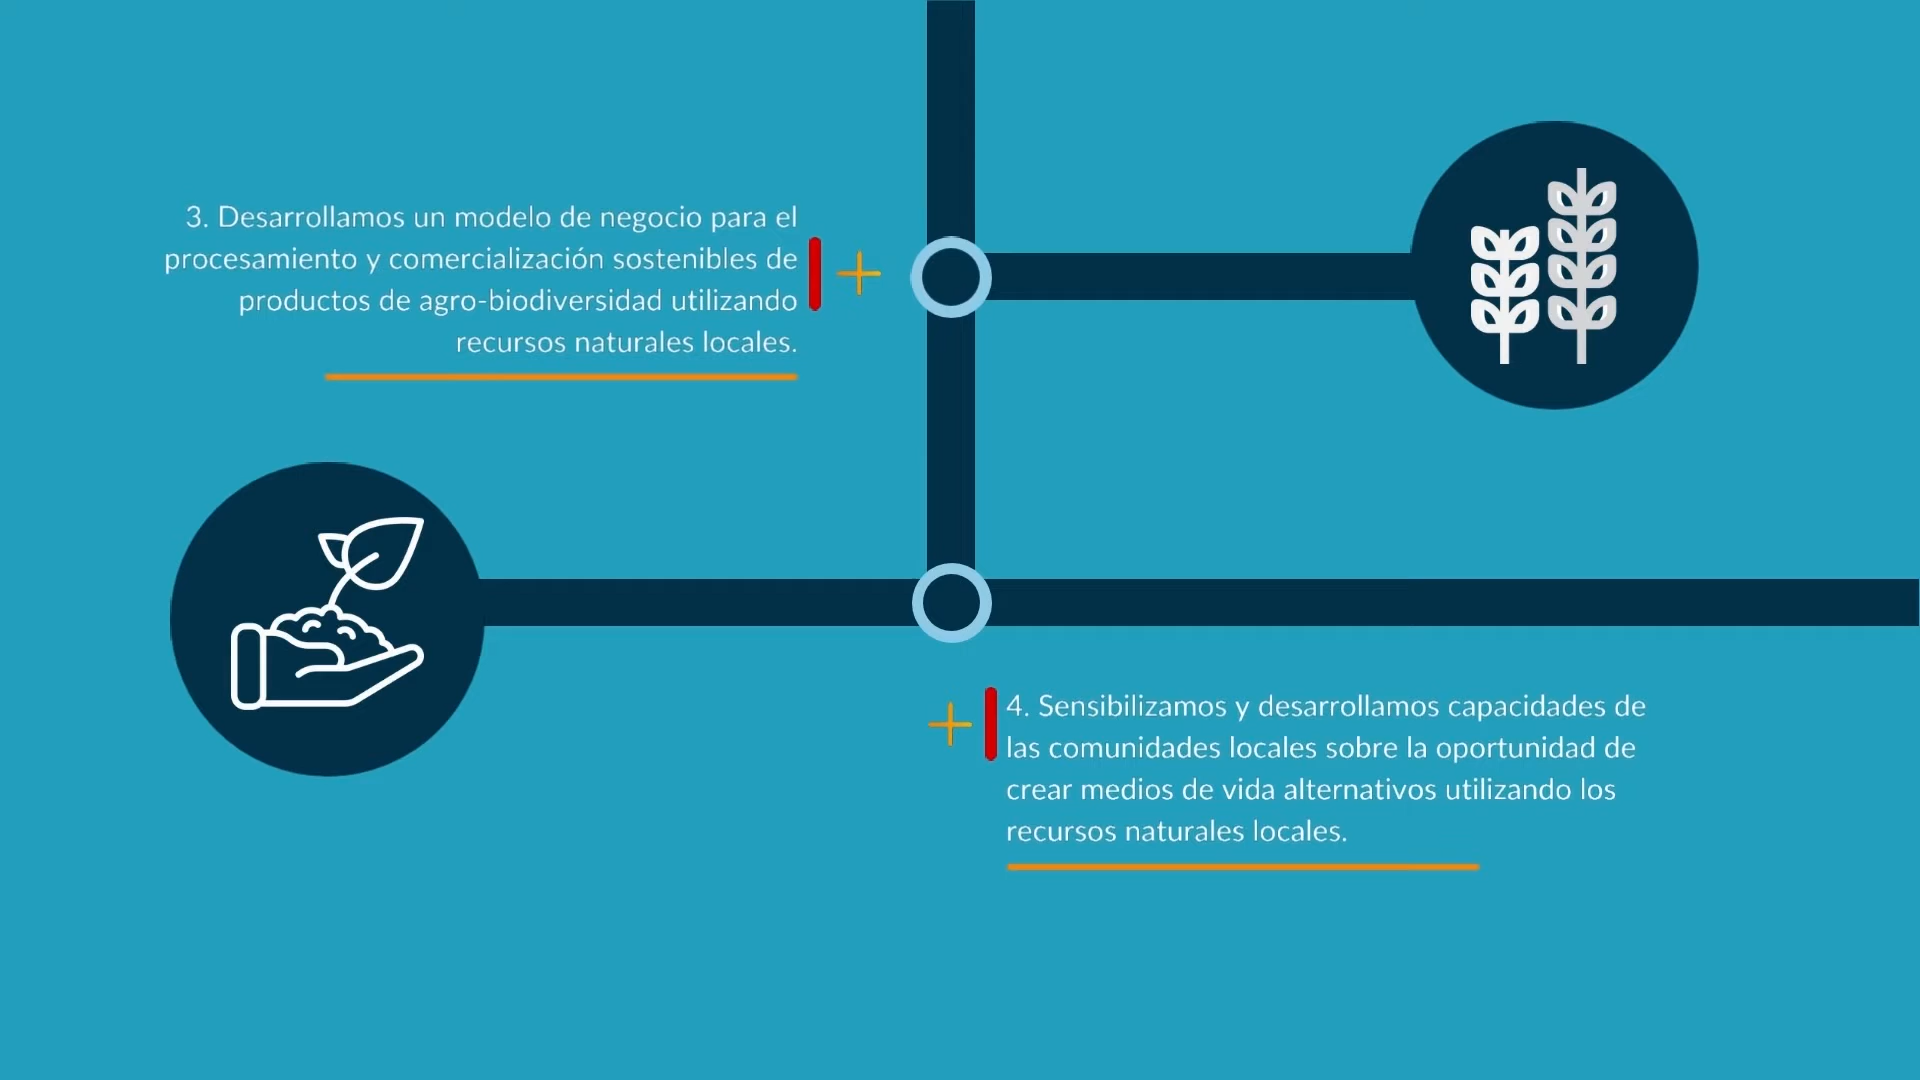 3. Desarrollamos un modelo de negocio para el
procesamiento y comercialización sostenibles de
productos de agro-biodiversidad utilizando
recursos naturales locales.
4. Sensibilizamos y desarrollamos capacidades de
las comunidades locales sobre la oportunidad de
crear medios de vida alternativos utilizando los
recursos naturales locales.